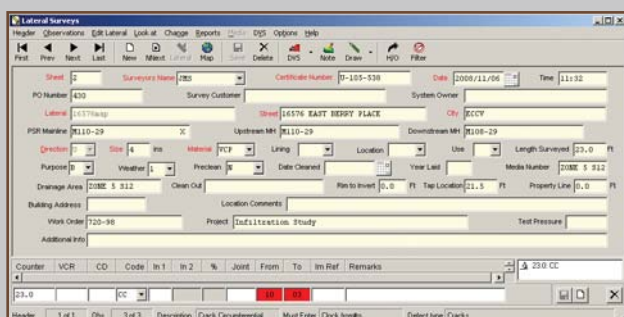 Lateral Surveys
Header Observations Edit Lateral Look at Change Reports Media DVS Options Help
First Prev Next Last New NNext Lateral Map Save Delete DVS Note Draw H/O Filter
Sheet 2 Surveyors Name JMS Certificate Number U-105-538 Date 2008/11/06 Time 11:32
PO Number 430 Survey Customer System Owner
Lateral 16576asp Street 16576 EAST BERRY PLACE City ECCV
PSR Mainline M110-29 X Upstream MH M110-29 Downstream MH M108-29
Direction Size 4 ins Material VCP Lining Location Use Length Surveyed 23.0 Ft
Purpose B Weather 1 Preclean N Date Cleaned Year Laid Media Number ZONE 5 S12
Drainage Area ZONE 5 S12 Clean Out Rim to Invert 0.0 Ft Tap Location 21.5 Ft Property Line 0.0 Ft
Building Address Location Comments
Work Order 720-98 Project Infiltration Study Test Pressure
Additional Info
Counter VCR CD Code In 1 In 2 % Joint From To Im Ref Remarks
23.0 CC
23.0 CC 10 03
Header 1 of 1 Obs 3 of 3 Description Crack Circumferential Must Enter Clock from/to Defect type Cracks